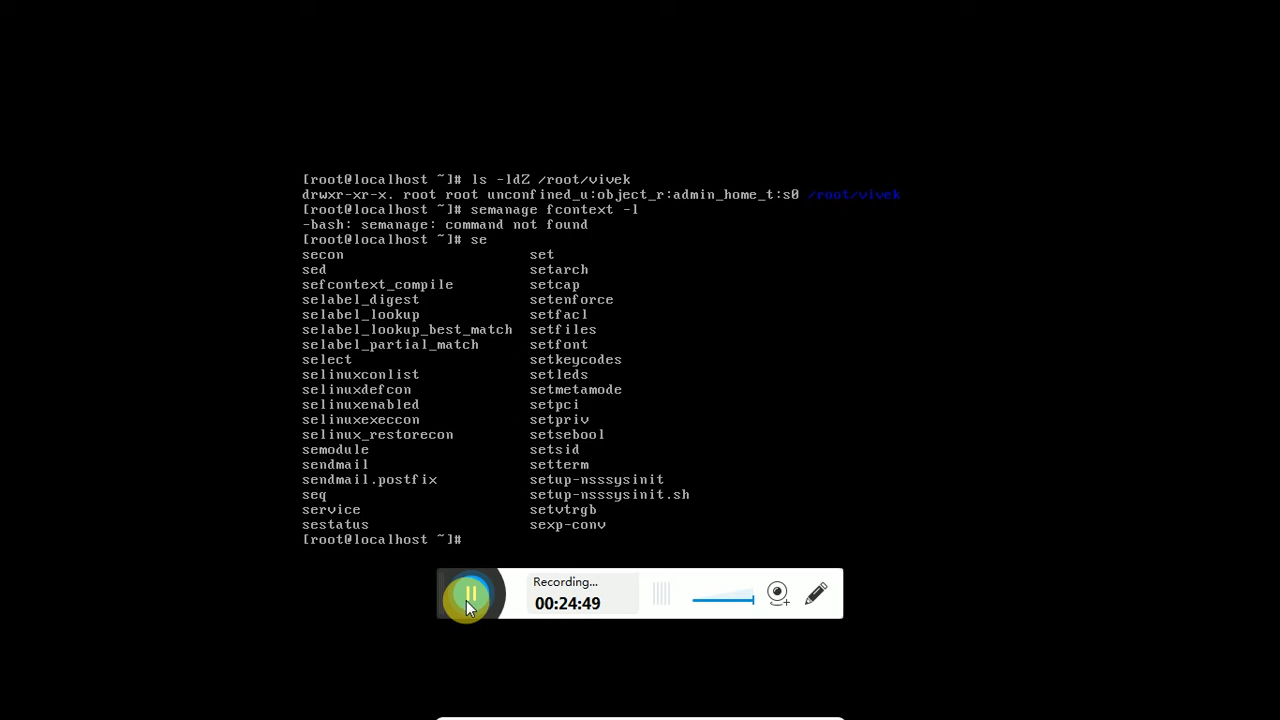 [root@localhost ~]# ls -ldZ /root/vivek
drwxr-xr-x. root root unconfined_u:object_r:admin_home_t:s0 /root/vivek
[root@localhost ~]# semanage fcontext -l
-bash: semanage: command not found
[root@localhost ~]# se
secon set
sed setarch
sefcontext_compile setcap
selabel_digest setenforce
selabel_lookup setfacl
selabel_lookup_best_match setfiles
selabel_partial_match setfont
select setkeycodes
selinuxconlist setleds
selinuxdefcon setmetamode
selinuxenabled setpci
selinuxexeccon setpriv
selinux_restorecon setsebool
semodule setsid
sendmail setterm
sendmail.postfix setup-nsssysinit
seq setup-nsssysinit.sh
service setvtrgb
sestatus sexp-conv
[root@localhost ~]#
Recording...
00:24:49